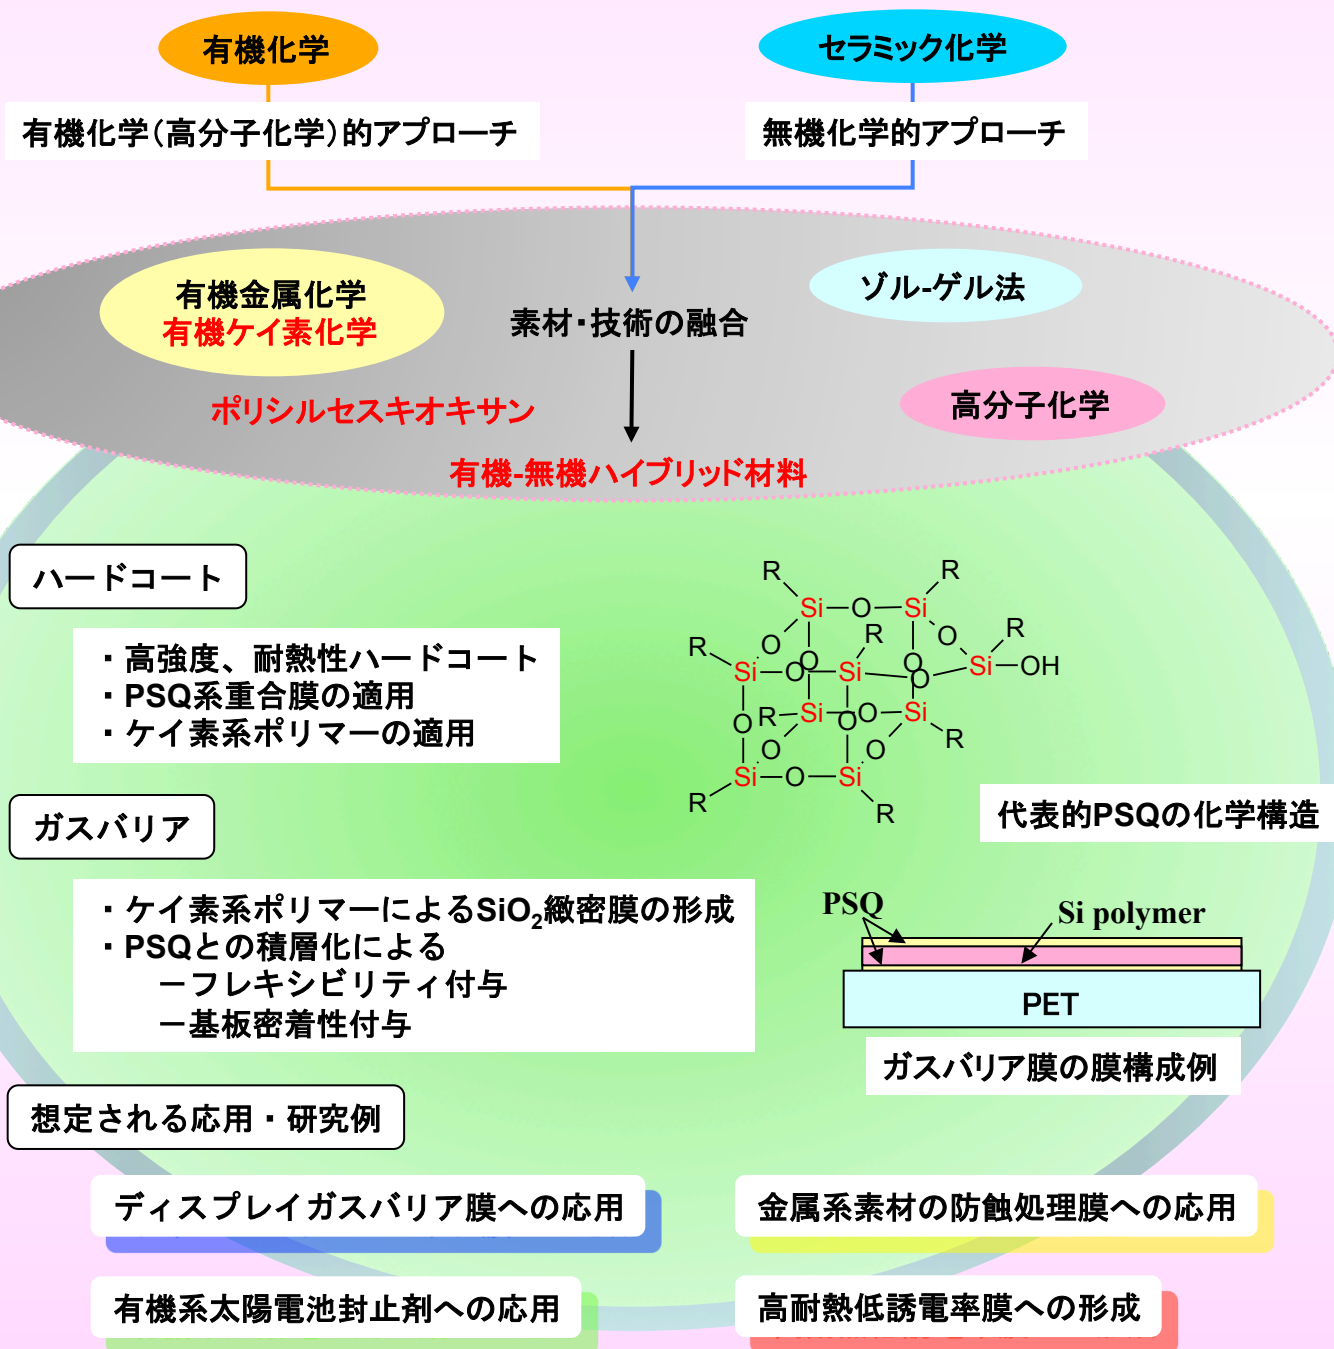 有機化学
セラミック化学
有機化学(高分子化学)的アプローチ
無機化学的アプローチ
有機金属化学
有機ケイ素化学
ゾル-ゲル法
素材・技術の融合
ポリシルセスキオキサン
高分子化学
有機-無機ハイブリッド材料
ハードコート
・高強度、耐熱性ハードコート
・PSQ系重合膜の適用
・ケイ素系ポリマーの適用
R
R
Si
O
Si
R
R
R
O
O
Si
OH
Si
O
O
Si
O
O
R
Si
O
Si
O
O
R
O
O
Si
O
Si
R
R
代表的PSQの化学構造
ガスバリア
・ケイ素系ポリマーによるSiO₂緻密膜の形成
・PSQとの積層化による
－フレキシビリティ付与
－基板密着性付与
PSQ
Si polymer
PET
ガスバリア膜の膜構成例
想定される応用・研究例
ディスプレイガスバリア膜への応用
金属系素材の防蝕処理膜への応用
有機系太陽電池封止剤への応用
高耐熱低誘電率膜への形成